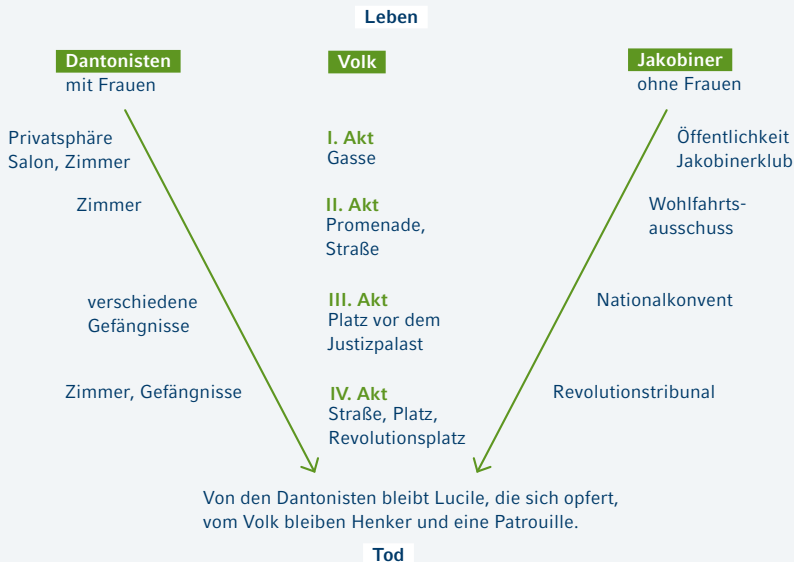 Leben
Dantonisten
mit Frauen
Volk
Jakobiner
ohne Frauen
Privatsphäre
Salon, Zimmer
I. Akt
Gasse
Öffentlichkeit
Jakobinerklub
Zimmer
II. Akt
Promenade,
Straße
Wohlfahrts-
ausschuss
verschiedene
Gefängnisse
III. Akt
Platz vor dem
Justizpalast
Nationalkonvent
Zimmer, Gefängnisse
IV. Akt
Straße, Platz,
Revolutionsplatz
Revolutionstribunal
Von den Dantonisten bleibt Lucile, die sich opfert,
vom Volk bleiben Henker und eine Patrouille.
Tod